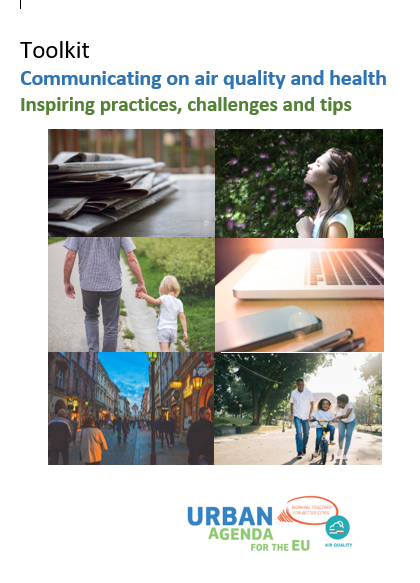 Toolkit
Communicating on air quality and health
Inspiring practices, challenges and tips
WORKING TOGETHER
FOR BETTER CITIES
URBAN
AGENDA
FOR THE EU
AIR QUALITY